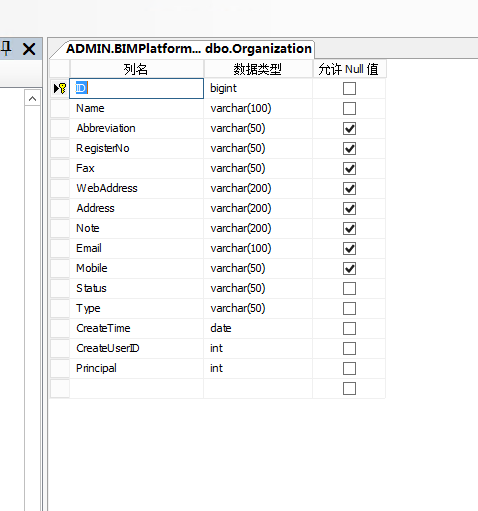 ADMIN.BIMPlatform... dbo.Organization
列名 数据类型 允许 Null 值
ID bigint
Name varchar(100)
Abbreviation varchar(50)
RegisterNo varchar(50)
Fax varchar(50)
WebAddress varchar(200)
Address varchar(200)
Note varchar(200)
Email varchar(100)
Mobile varchar(50)
Status varchar(50)
Type varchar(50)
CreateTime date
CreateUserID int
Principal int